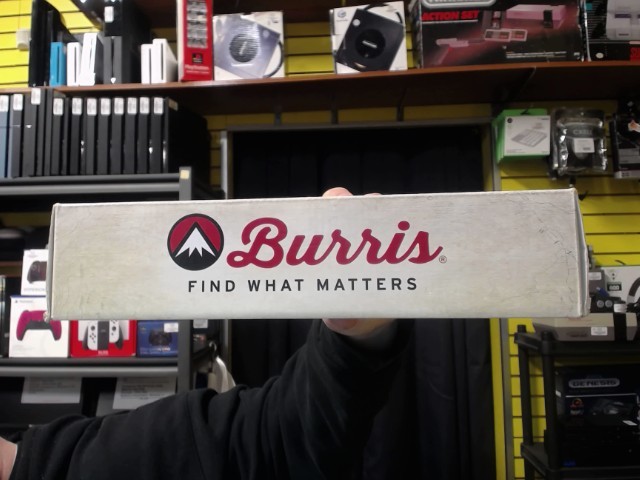 ACTION SET
Burris®
FIND WHAT MATTERS
GENESIS